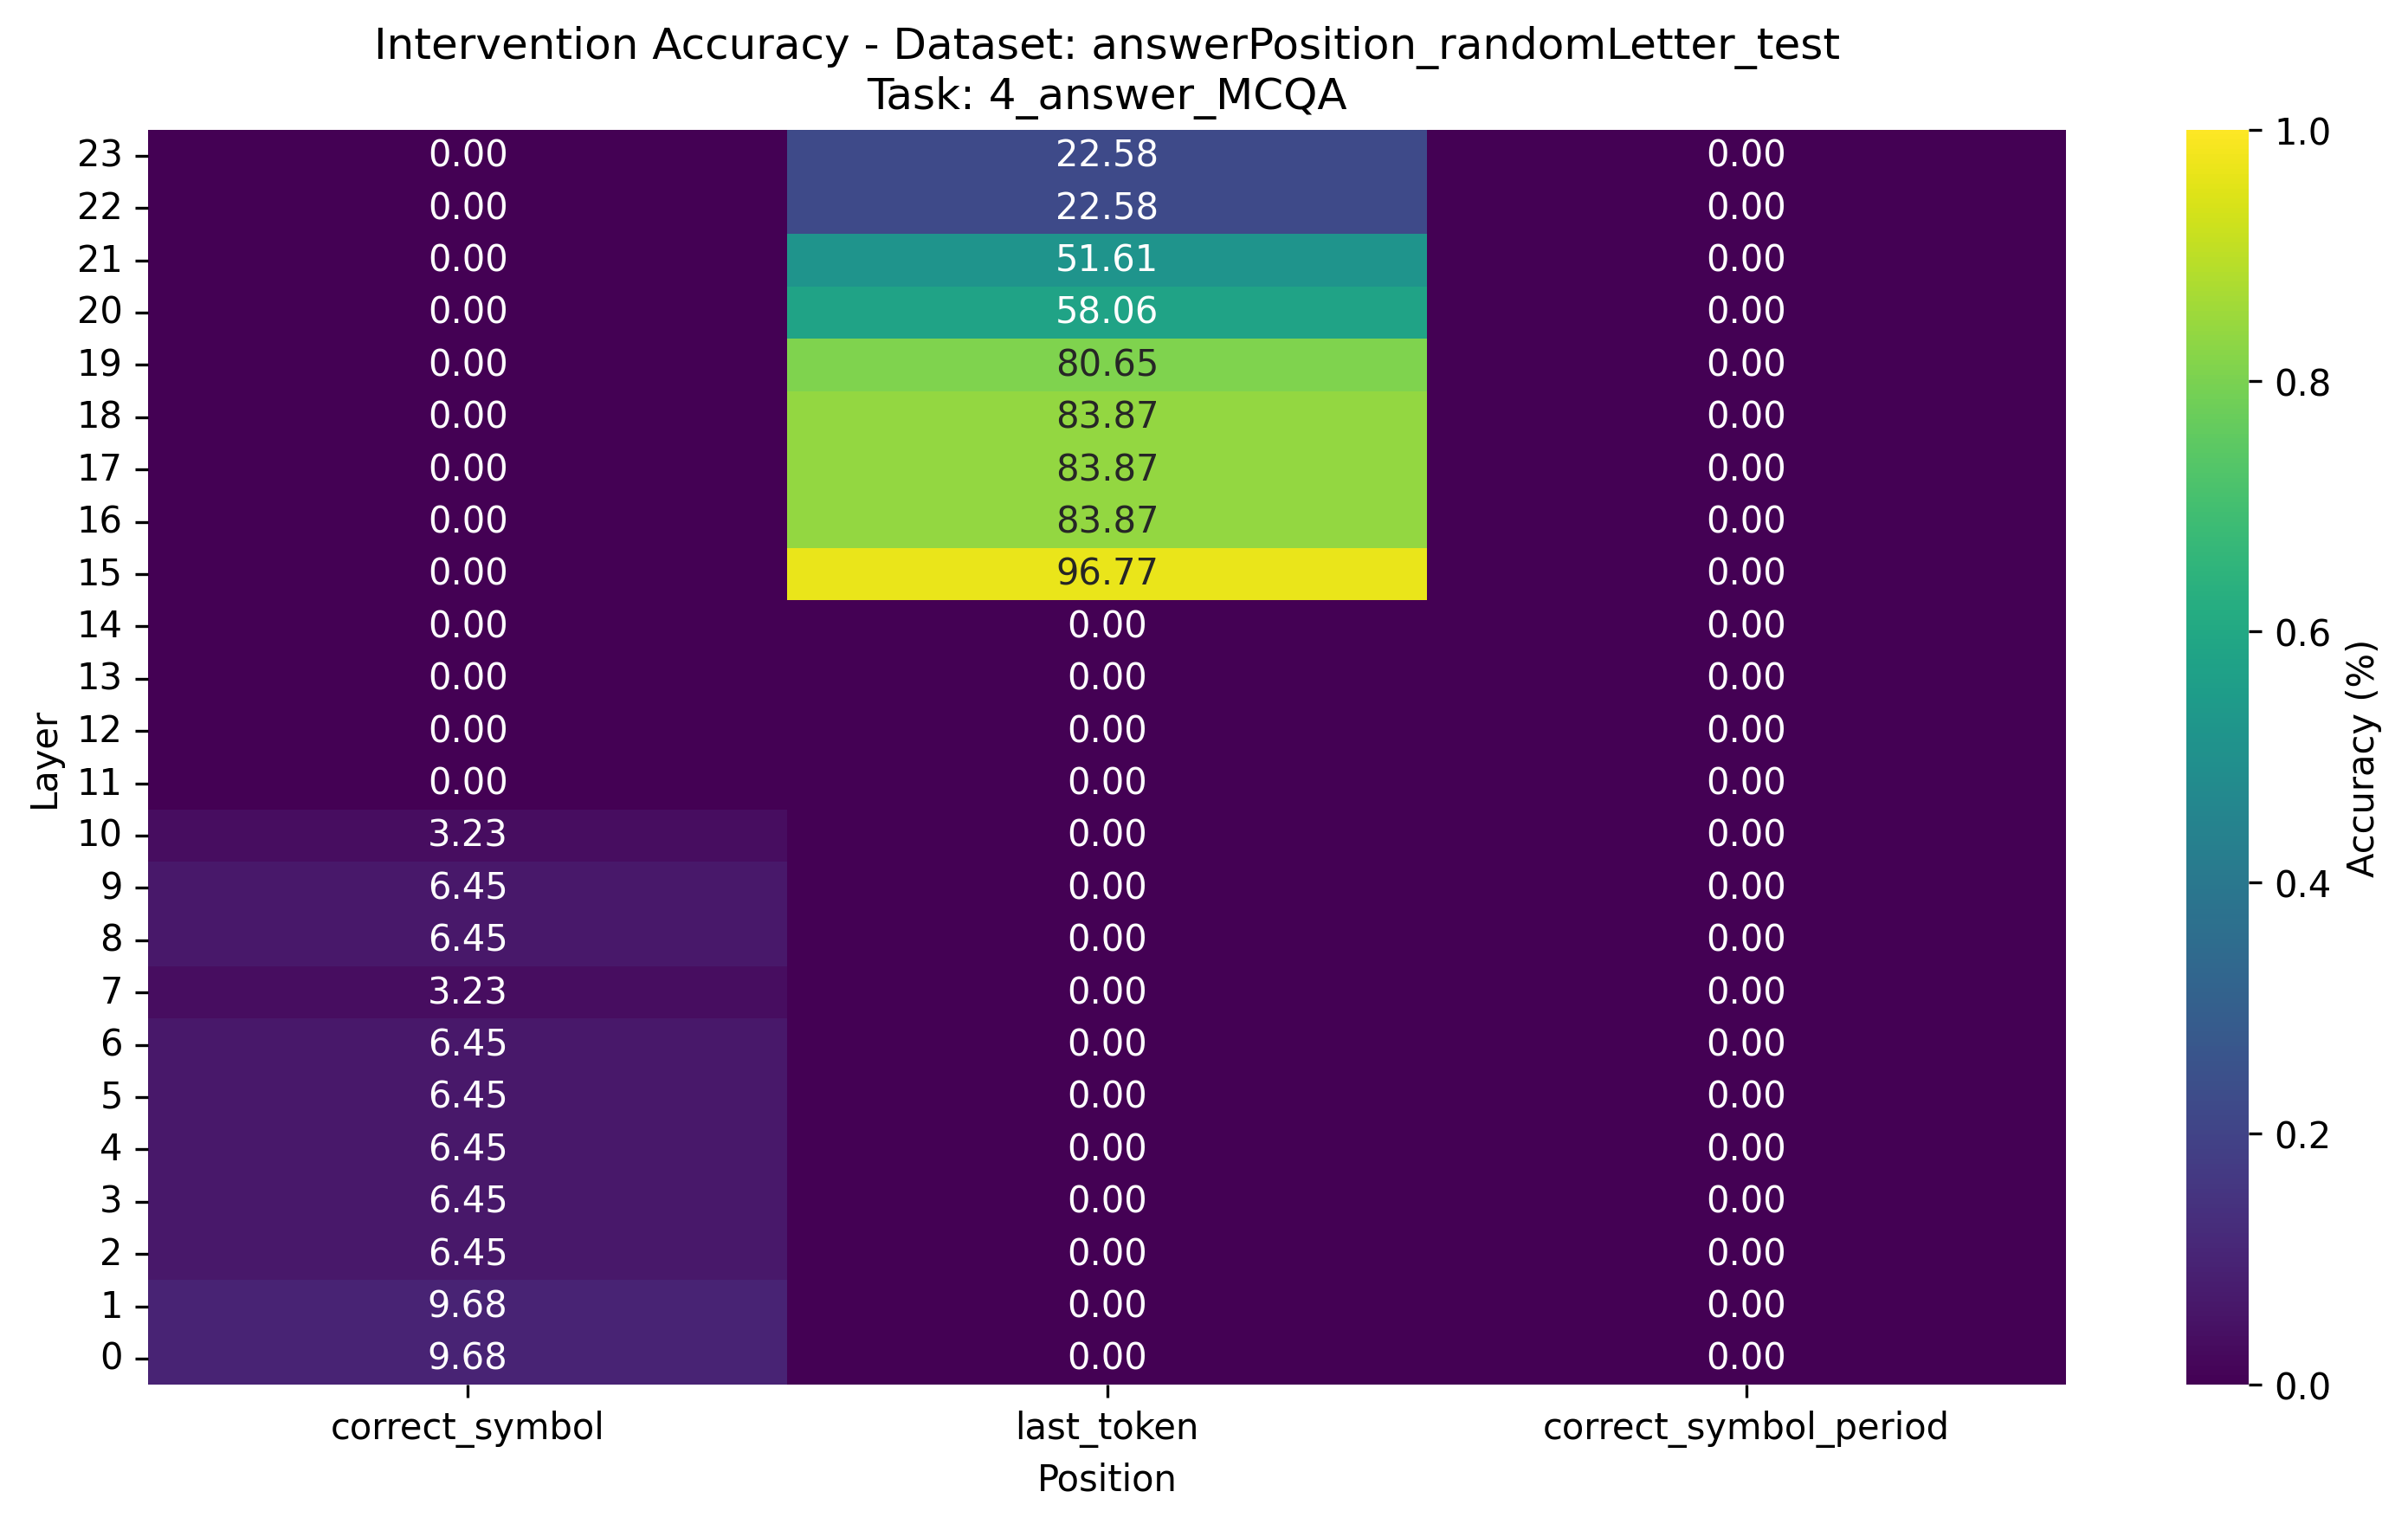 Intervention Accuracy - Dataset: answerPosition_randomLetter_test
Task: 4_answer_MCQA
23 0.00 22.58 0.00
22 0.00 22.58 0.00
21 0.00 51.61 0.00
20 0.00 58.06 0.00
19 0.00 80.65 0.00
18 0.00 83.87 0.00
17 0.00 83.87 0.00
16 0.00 83.87 0.00
15 0.00 96.77 0.00
14 0.00 0.00 0.00
13 0.00 0.00 0.00
12 0.00 0.00 0.00
11 0.00 0.00 0.00
10 3.23 0.00 0.00
9 6.45 0.00 0.00
8 6.45 0.00 0.00
7 3.23 0.00 0.00
6 6.45 0.00 0.00
5 6.45 0.00 0.00
4 6.45 0.00 0.00
3 6.45 0.00 0.00
2 6.45 0.00 0.00
1 9.68 0.00 0.00
0 9.68 0.00 0.00
Layer
correct_symbol last_token correct_symbol_period
Position
1.0
0.8
0.6
0.4
0.2
0.0
Accuracy (%)